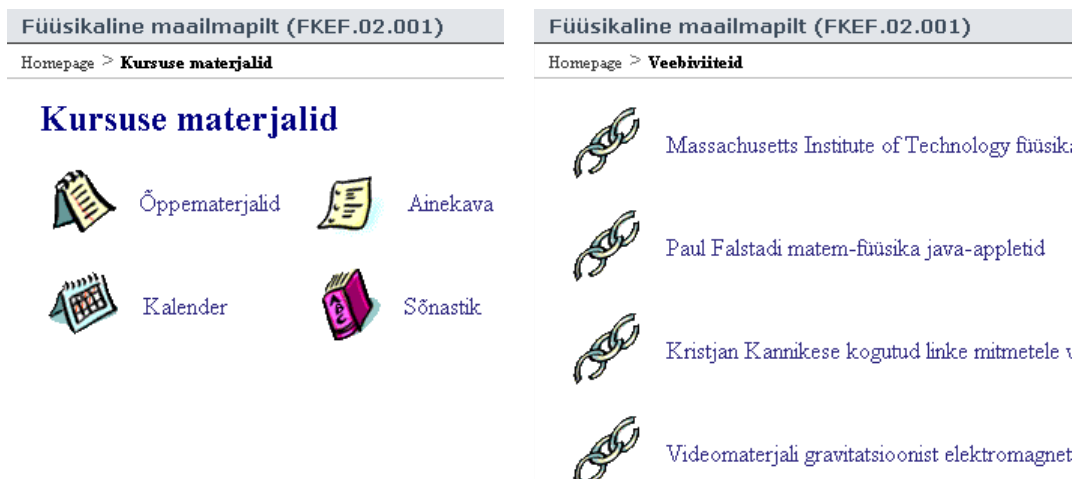 Füüsikaline maailmapilt (FKEF.02.001)
Homepage > Kursuse materjalid
Kursuse materjalid
Õppematerjalid
Ainekava
Kalender
Sõnastik
ABC
Füüsikaline maailmapilt (FKEF.02.001)
Homepage > Veebiviiteid
Massachusetts Institute of Technology füüsika
Paul Falstadi matem-füüsika java-appletid
Kristjan Kannikese kogutud linke mitmetele v
Videomaterjali gravitatsioonist elektromagnet